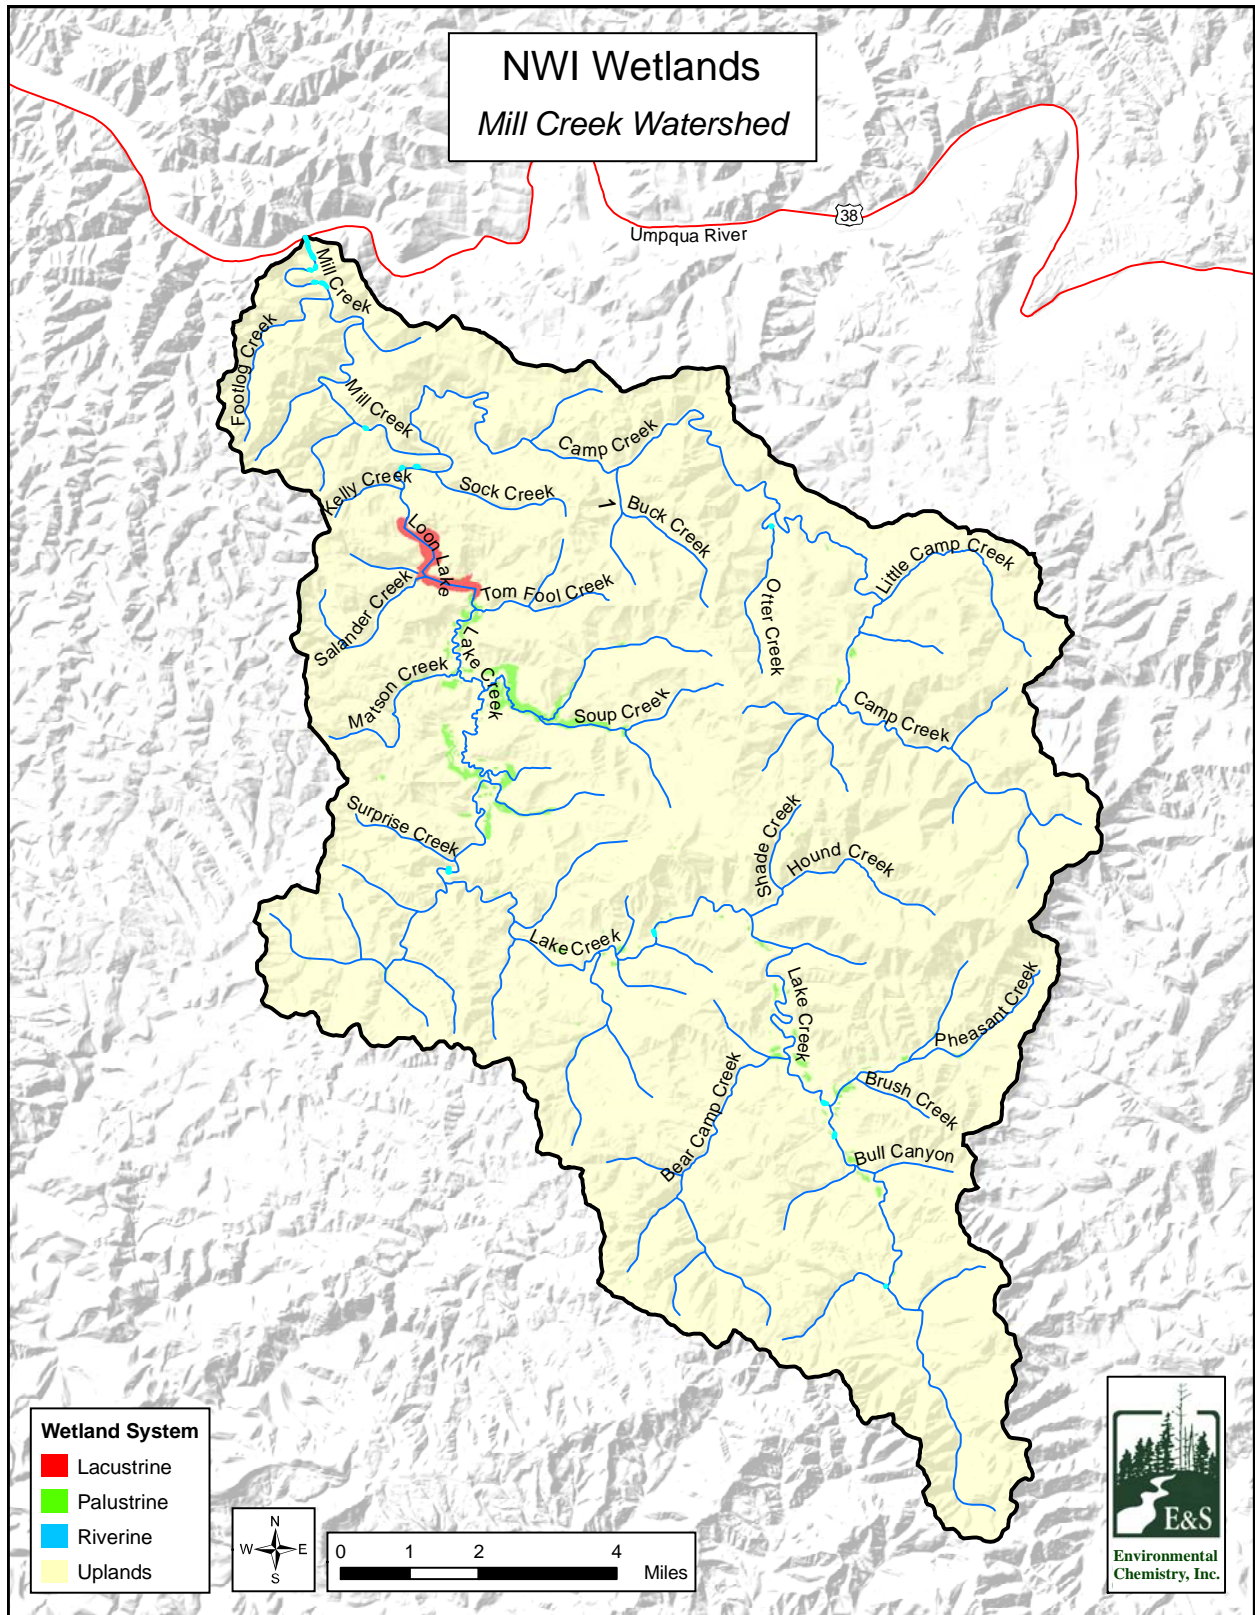 NWI Wetlands
Mill Creek Watershed
38
Umpqua River
Mill Creek
Footlog Creek
Mill Creek
Camp Creek
Kelly Creek
Sock Creek
1
Buck Creek
Loon Lake
Little Camp Creek
Tom Fool Creek
Otter Creek
Salander Creek
Lake Creek
Matson Creek
Soup Creek
Camp Creek
Surprise Creek
Shade Creek
Hound Creek
Lake Creek
Lake Creek
Pheasant Creek
Brush Creek
Bear Camp Creek
Bull Canyon
Wetland System
Lacustrine
Palustrine
Riverine
Uplands
N
W E
S
0 1 2 4
Miles
E&S
Environmental
Chemistry, Inc.